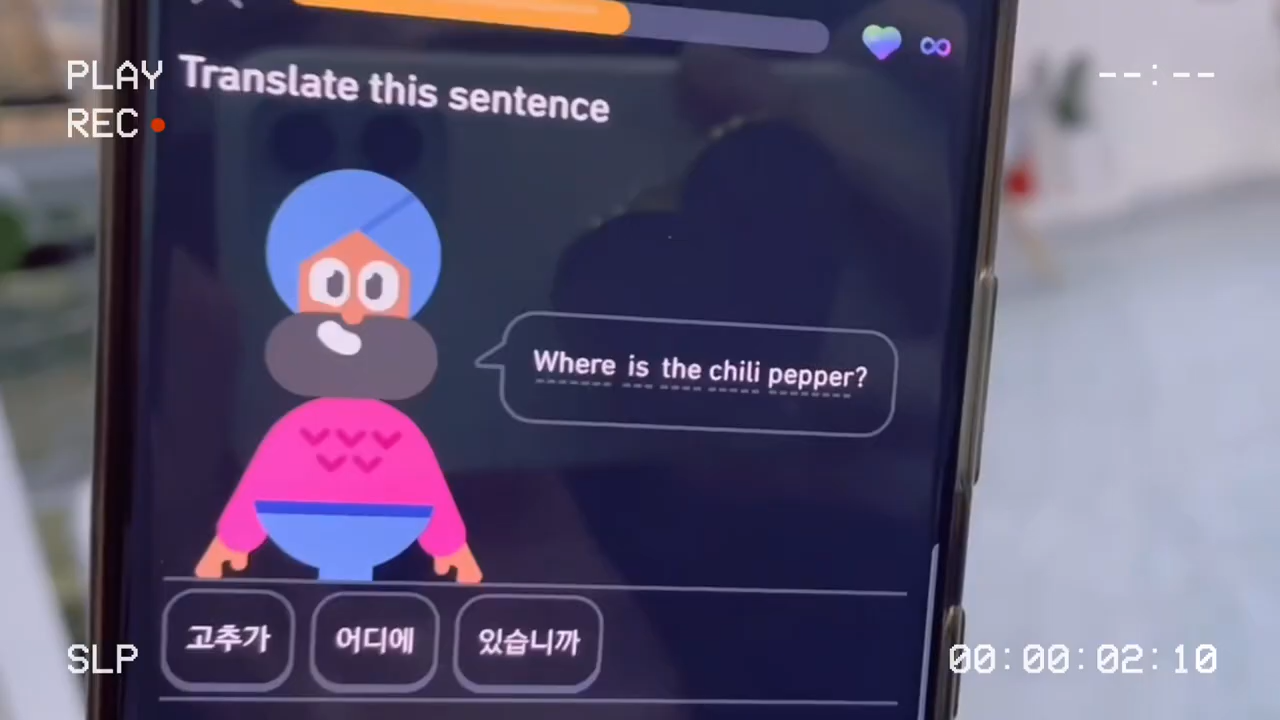 PLAY
REC
--:--
Translate this sentence
Where is the chili pepper?
고추가 어디에 있습니까
SLP
00:00:02:10